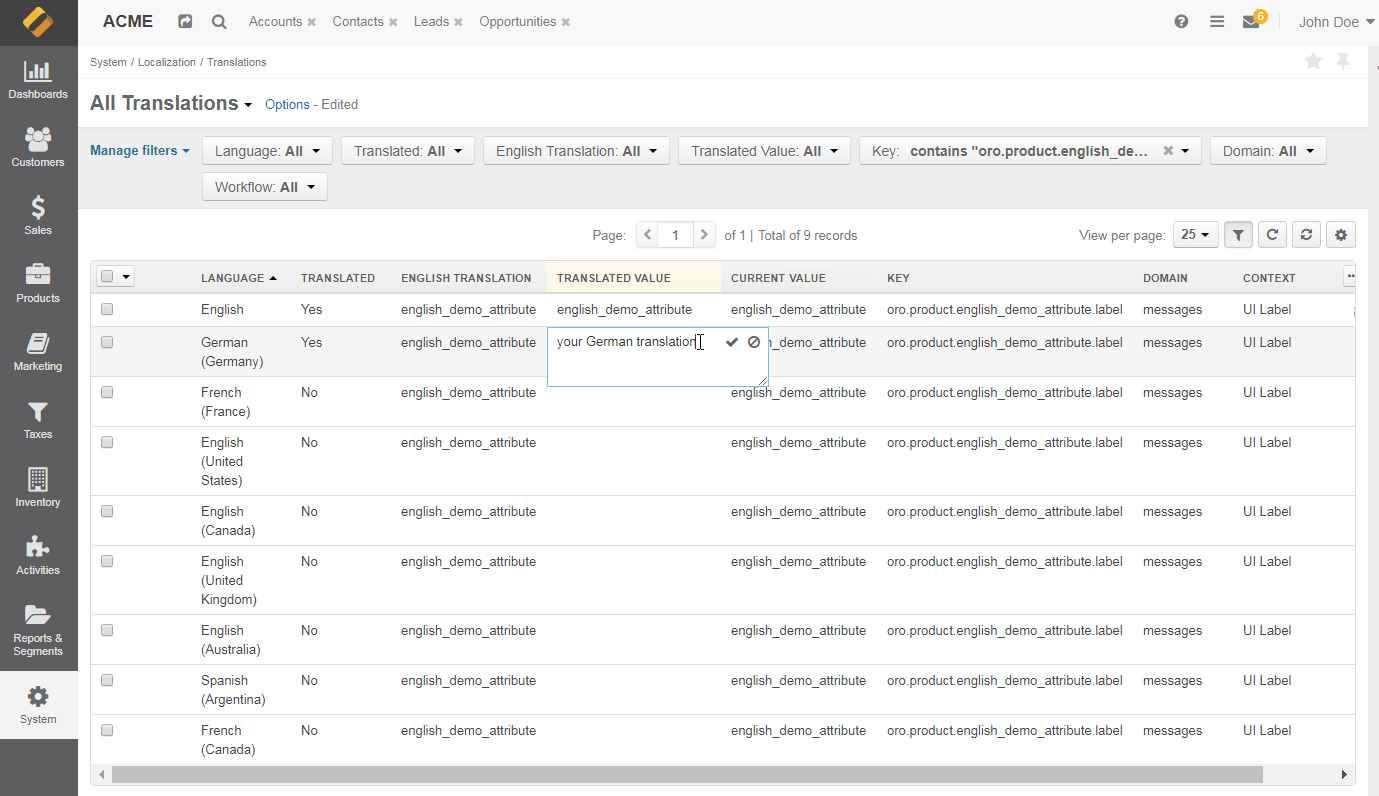 ACME Accounts Contacts Leads Opportunities 6 John Doe
System / Localization / Translations
All Translations Options - Edited
Manage filters Language: All Translated: All English Translation: All Translated Value: All Key: contains "oro.product.english_de... Domain: All
Workflow: All
Page: 1 of 1 | Total of 9 records View per page: 25
LANGUAGE TRANSLATED ENGLISH TRANSLATION TRANSLATED VALUE CURRENT VALUE KEY DOMAIN CONTEXT
English Yes english_demo_attribute english_demo_attribute english_demo_attribute oro.product.english_demo_attribute.label messages UI Label
German Yes english_demo_attribute your German translation h_demo_attribute oro.product.english_demo_attribute.label messages UI Label
(Germany)
French No english_demo_attribute english_demo_attribute oro.product.english_demo_attribute.label messages UI Label
(France)
English No english_demo_attribute english_demo_attribute oro.product.english_demo_attribute.label messages UI Label
(United
States)
English No english_demo_attribute english_demo_attribute oro.product.english_demo_attribute.label messages UI Label
(Canada)
English No english_demo_attribute english_demo_attribute oro.product.english_demo_attribute.label messages UI Label
(United
Kingdom)
English No english_demo_attribute english_demo_attribute oro.product.english_demo_attribute.label messages UI Label
(Australia)
Spanish No english_demo_attribute english_demo_attribute oro.product.english_demo_attribute.label messages UI Label
(Argentina)
French No english_demo_attribute english_demo_attribute oro.product.english_demo_attribute.label messages UI Label
(Canada)
Dashboards
Customers
Sales
Products
Marketing
Taxes
Inventory
Activities
Reports &
Segments
System